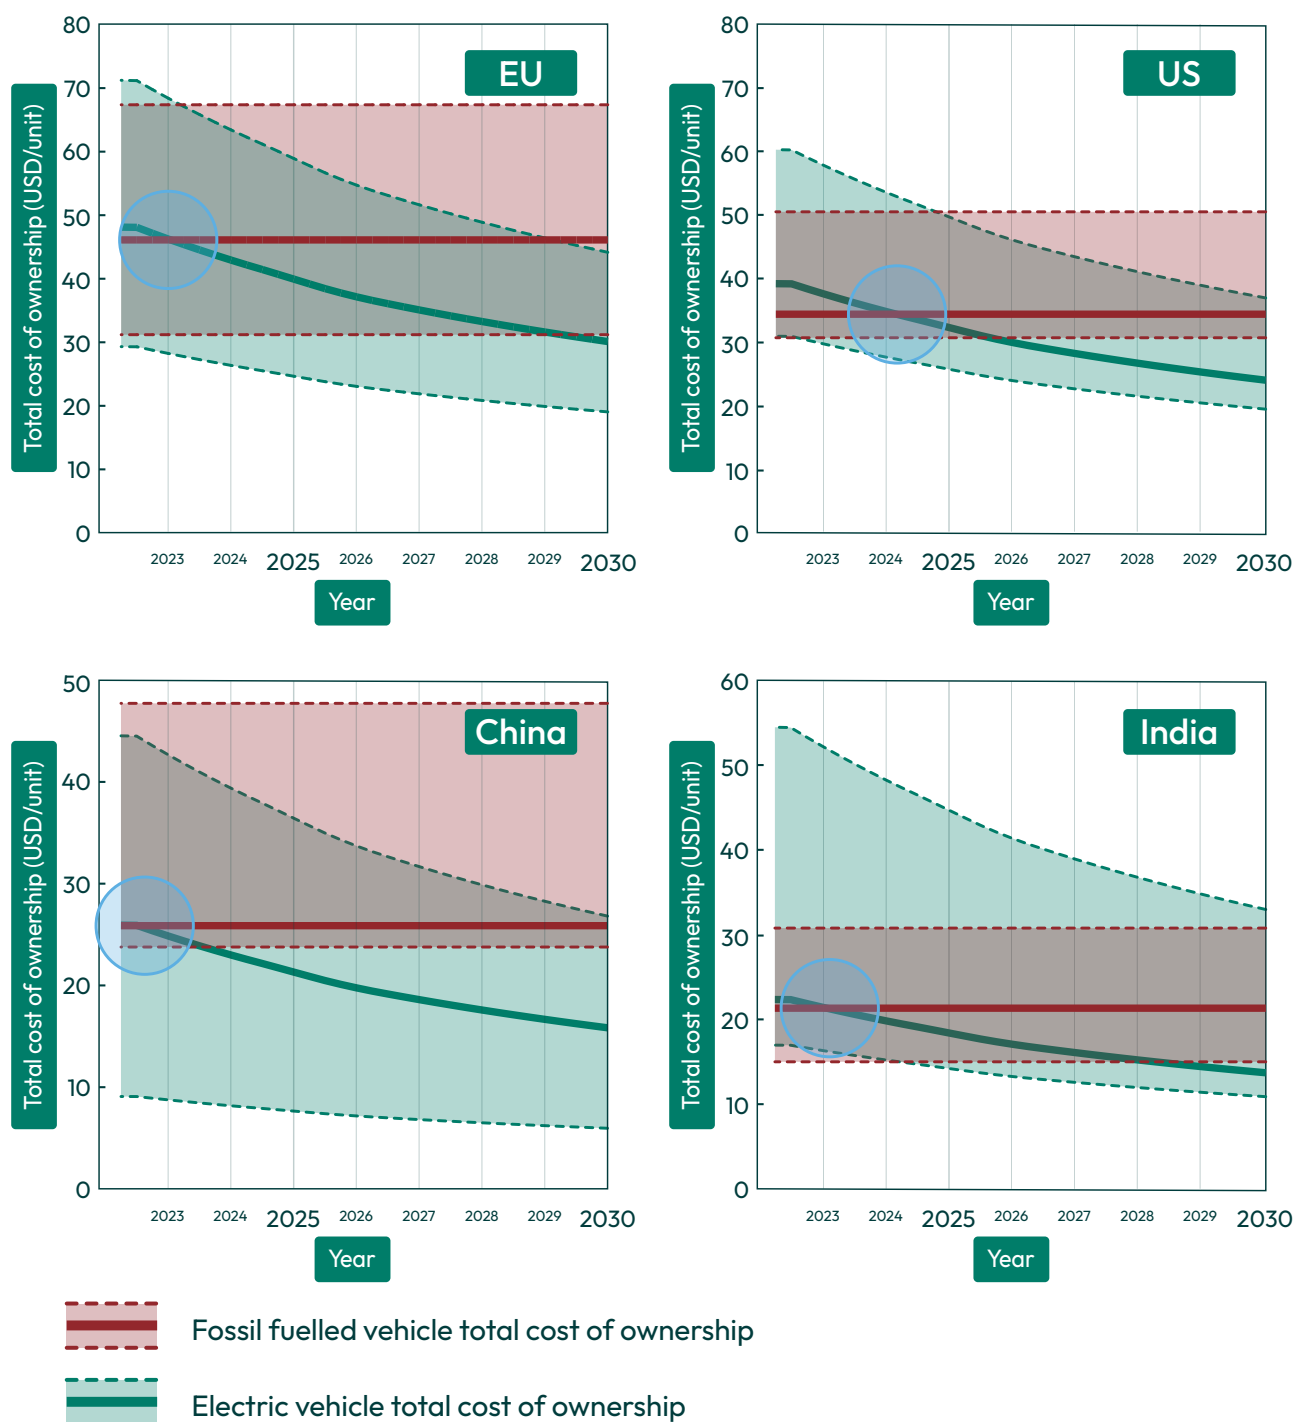 EU
Total cost of ownership (USD/unit)
80
70
60
50
40
30
20
10
0
2023 2024 2025 2026 2027 2028 2029 2030
Year
US
Total cost of ownership (USD/unit)
80
70
60
50
40
30
20
10
0
2023 2024 2025 2026 2027 2028 2029 2030
Year
China
Total cost of ownership (USD/unit)
50
40
30
20
10
0
2023 2024 2025 2026 2027 2028 2029 2030
Year
India
Total cost of ownership (USD/unit)
60
50
40
30
20
10
0
2023 2024 2025 2026 2027 2028 2029 2030
Year
Fossil fuelled vehicle total cost of ownership
Electric vehicle total cost of ownership